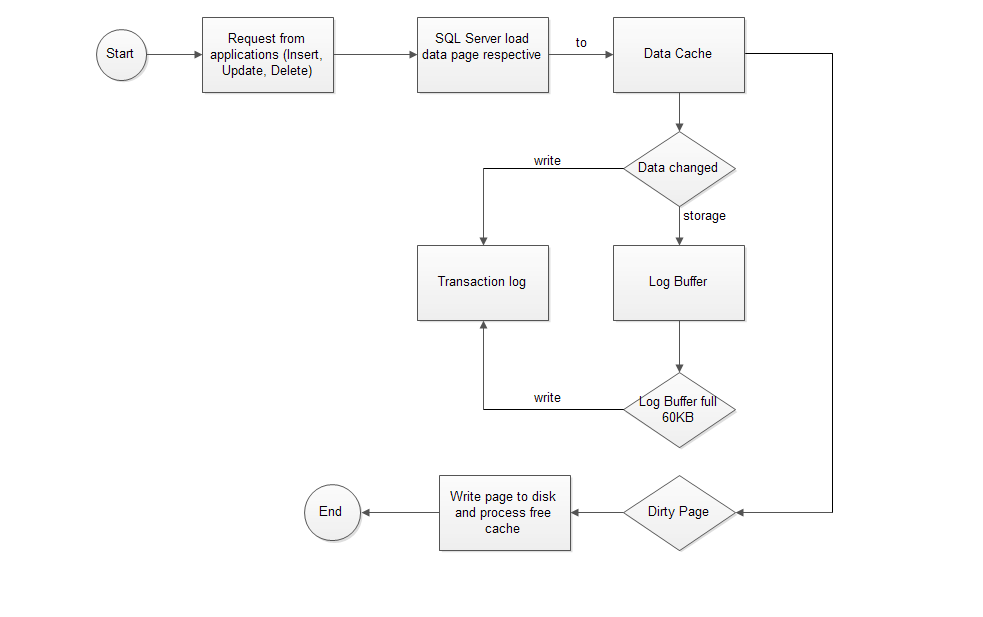 Start
Request from
applications (Insert,
Update, Delete)
SQL Server load
data page respective
to
Data Cache
Data changed
write
storage
Transaction log
Log Buffer
Log Buffer full
60KB
write
Dirty Page
Write page to disk
and process free
cache
End